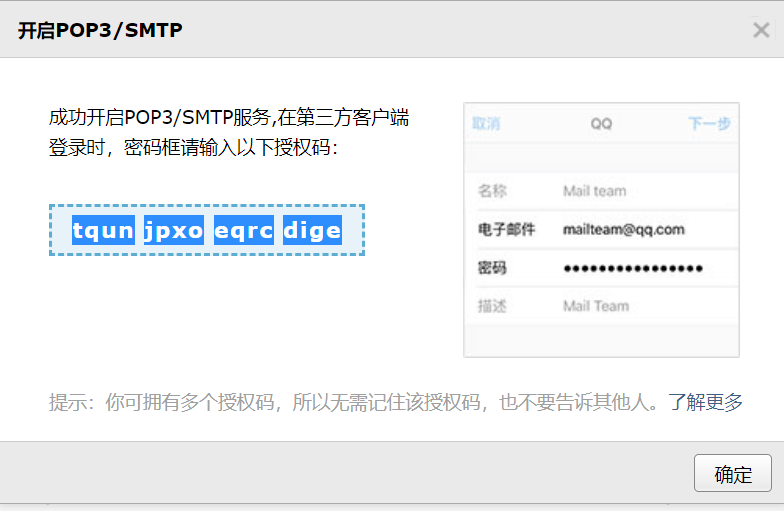 开启POP3/SMTP
成功开启POP3/SMTP服务,在第三方客户端
登录时，密码框请输入以下授权码：
tqun jpxo eqrc dige
取消 QQ 下一步
名称 Mail team
电子邮件 mailteam@qq.com
密码 ●●●●●●●●●●●●●●●●
描述 Mail Team
提示：你可拥有多个授权码，所以无需记住该授权码，也不要告诉其他人。了解更多
确定